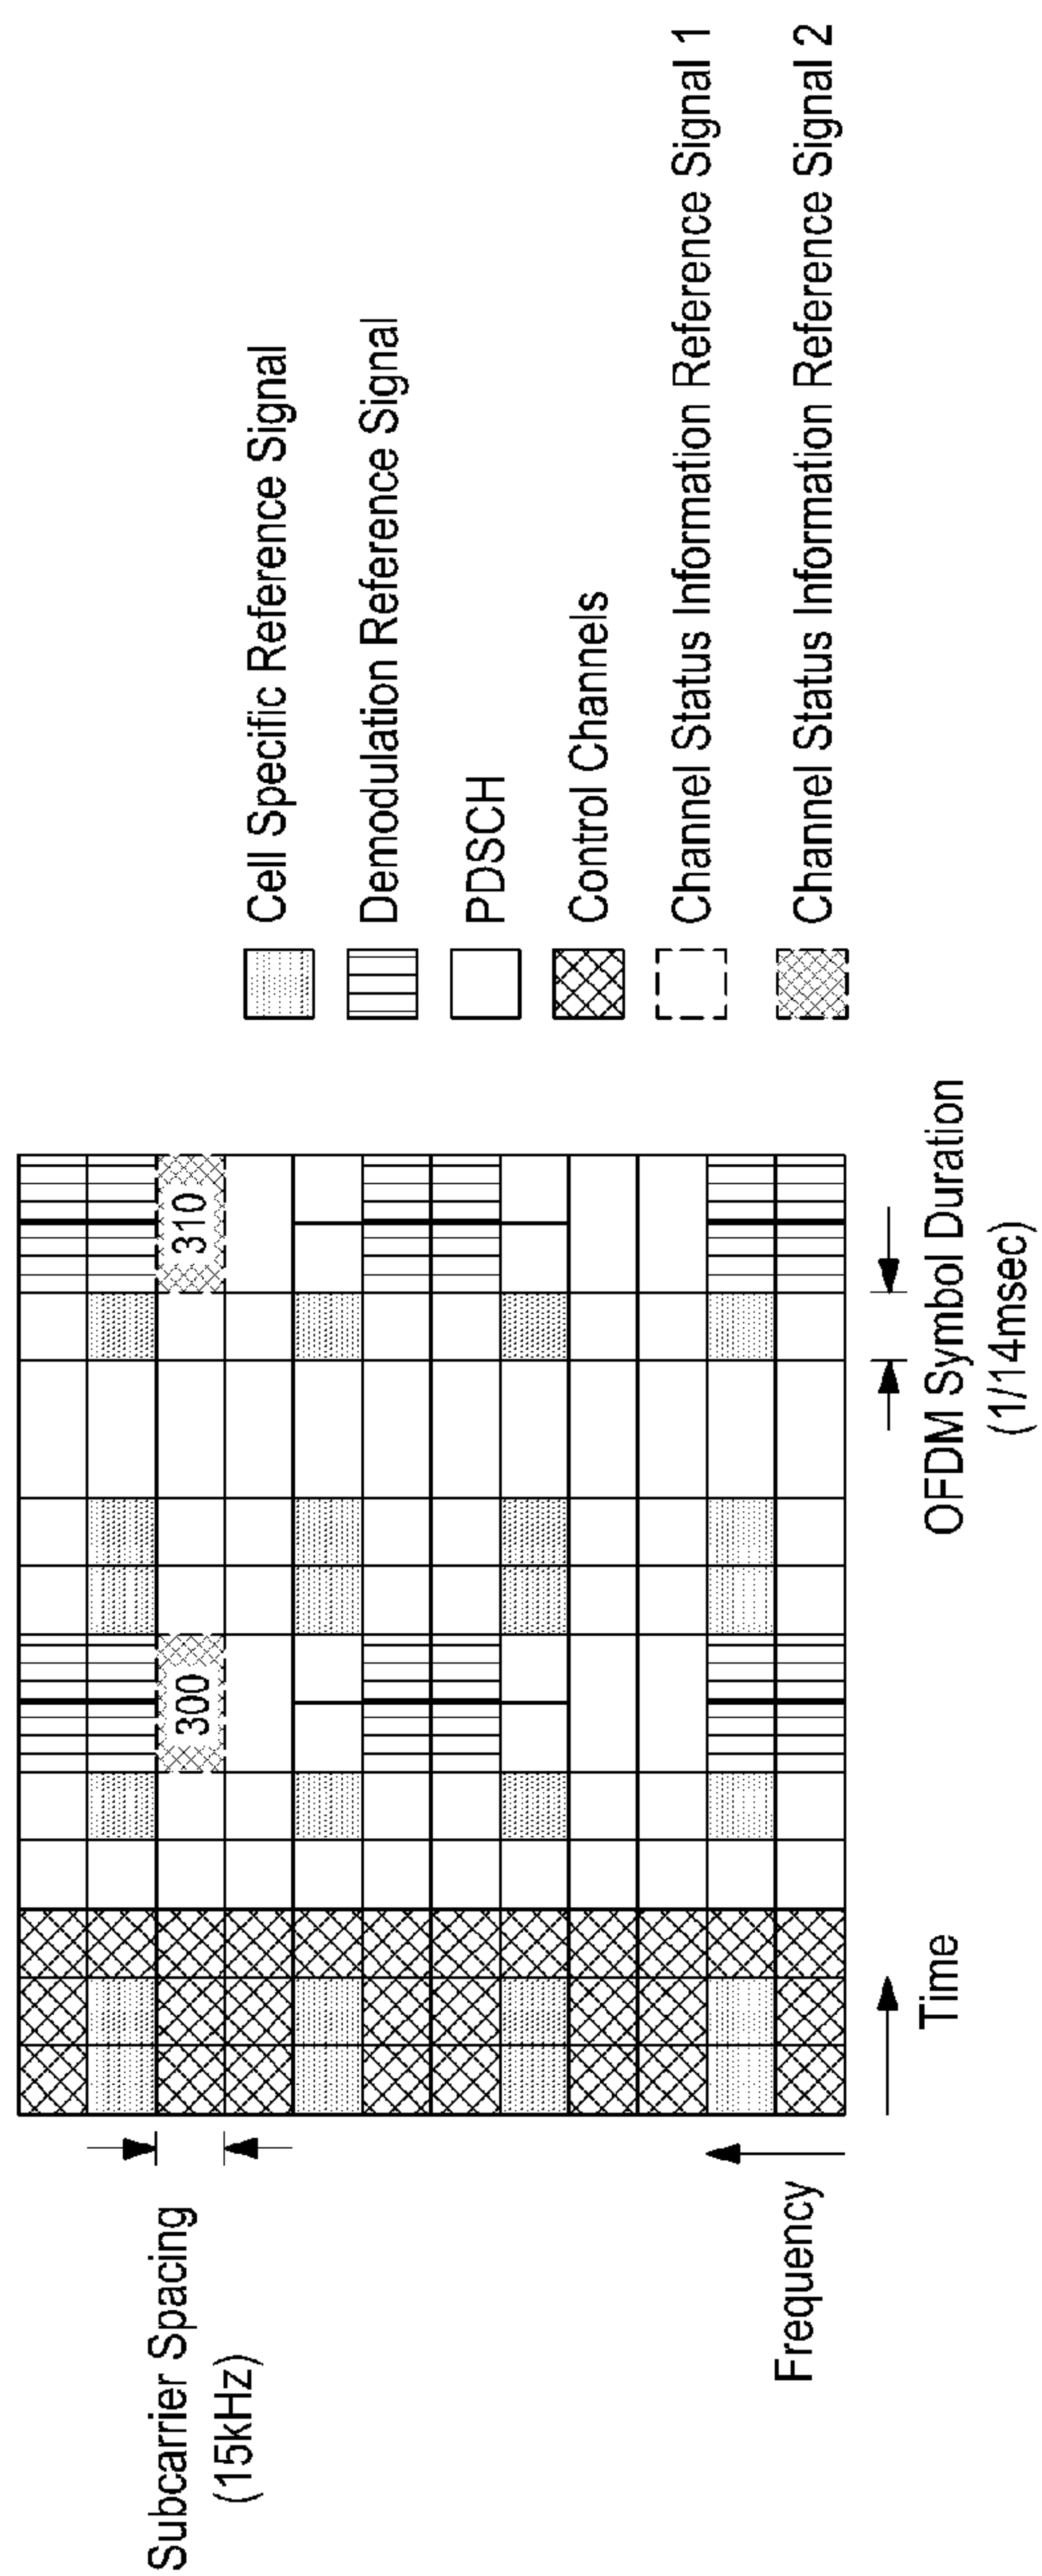 Subcarrier Spacing
(15kHz)
Frequency
Time
300
310
OFDM Symbol Duration
(1/14msec)
Cell Specific Reference Signal
Demodulation Reference Signal
PDSCH
Control Channels
Channel Status Information Reference Signal 1
Channel Status Information Reference Signal 2